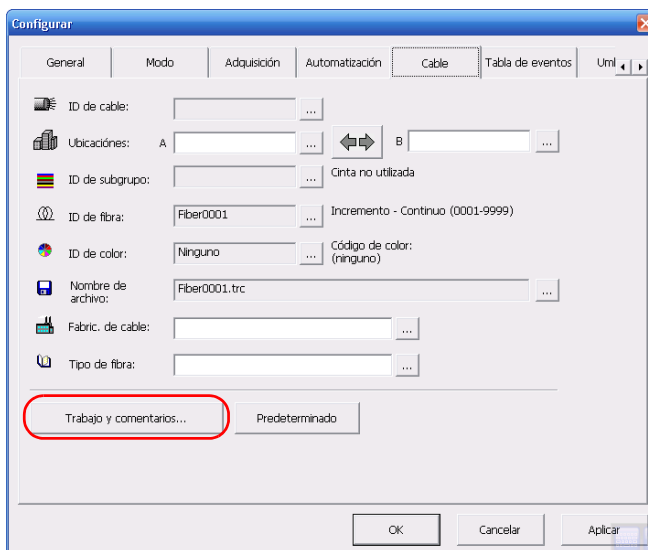 Configurar
General Modo Adquisición Automatización Cable Tabla de eventos Uml
ID de cable: ...
Ubicaciónes: A ... B ...
ID de subgrupo: ... Cinta no utilizada
ID de fibra: Fiber0001 ... Incremento - Continuo (0001-9999)
ID de color: Ninguno ... Código de color:
(ninguno)
Nombre de
archivo: Fiber0001.trc ...
Fabric. de cable: ...
Tipo de fibra: ...
Trabajo y comentarios... Predeterminado
OK Cancelar Aplicar